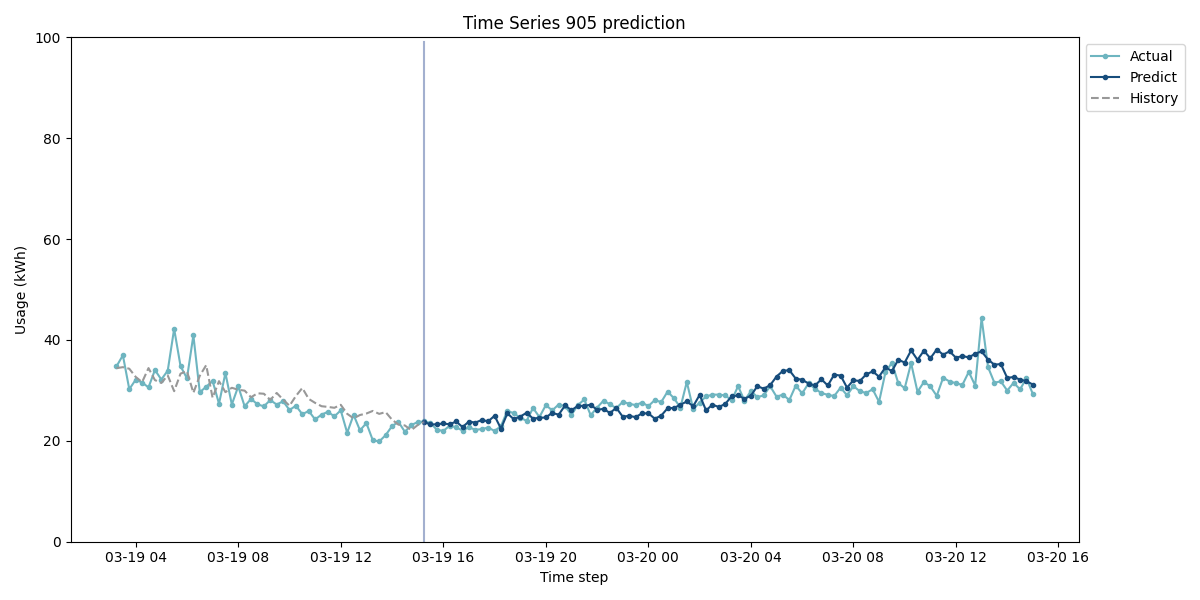 Time Series 905 prediction
Usage (kWh)
100
80
60
40
20
0
03-19 04
03-19 08
03-19 12
03-19 16
03-19 20
03-20 00
03-20 04
03-20 08
03-20 12
03-20 16
Time step
Actual
Predict
History